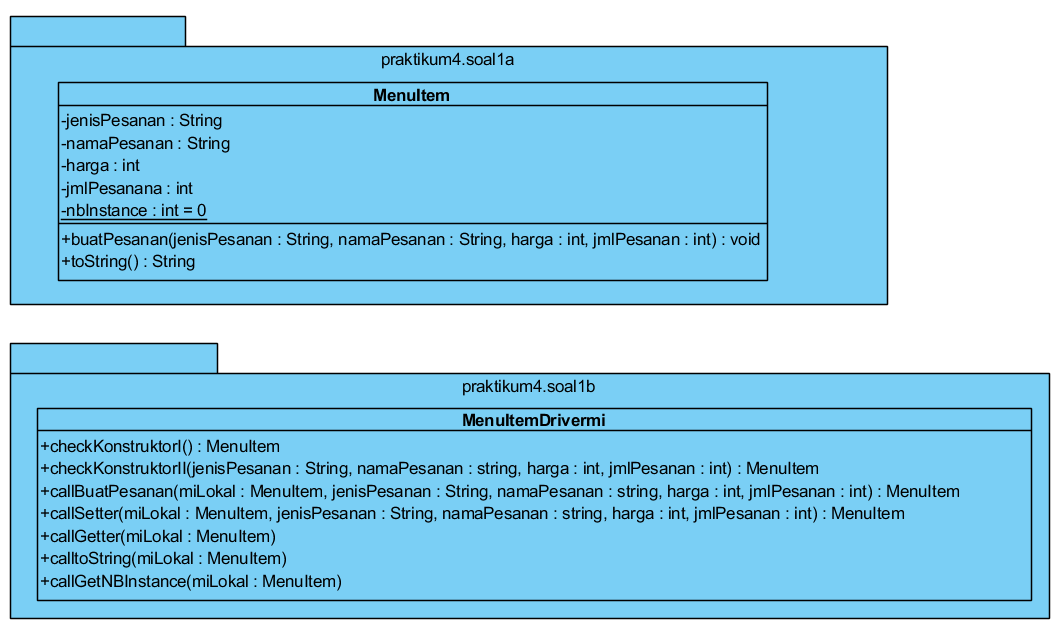 praktikum4.soal1a
MenuItem
-jenisPesanan : String
-namaPesanan : String
-harga : int
-jmlPesanana : int
-nbInstance : int = 0
+buatPesanan(jenisPesanan : String, namaPesanan : String, harga : int, jmlPesanan : int) : void
+toString() : String
praktikum4.soal1b
MenuItemDrivermi
+checkKonstruktorI() : MenuItem
+checkKonstruktorII(jenisPesanan : String, namaPesanan : string, harga : int, jmlPesanan : int) : MenuItem
+callBuatPesanan(miLokal : MenuItem, jenisPesanan : String, namaPesanan : string, harga : int, jmlPesanan : int) : MenuItem
+callSetter(miLokal : MenuItem, jenisPesanan : String, namaPesanan : string, harga : int, jmlPesanan : int) : MenuItem
+callGetter(miLokal : MenuItem)
+calltoString(miLokal : MenuItem)
+callGetNBInstance(miLokal : MenuItem)